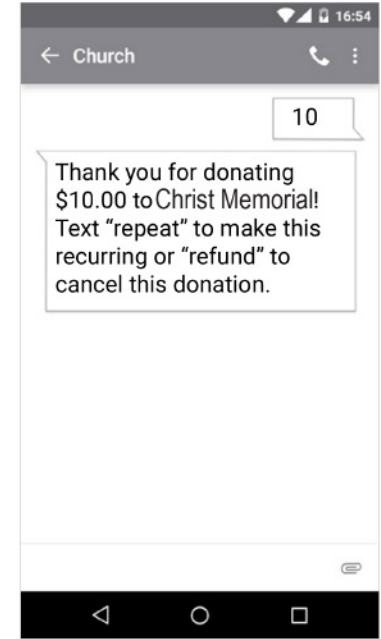 16:54
Church
10
Thank you for donating
$10.00 to Christ Memorial!
Text “repeat” to make this
recurring or “refund” to
cancel this donation.